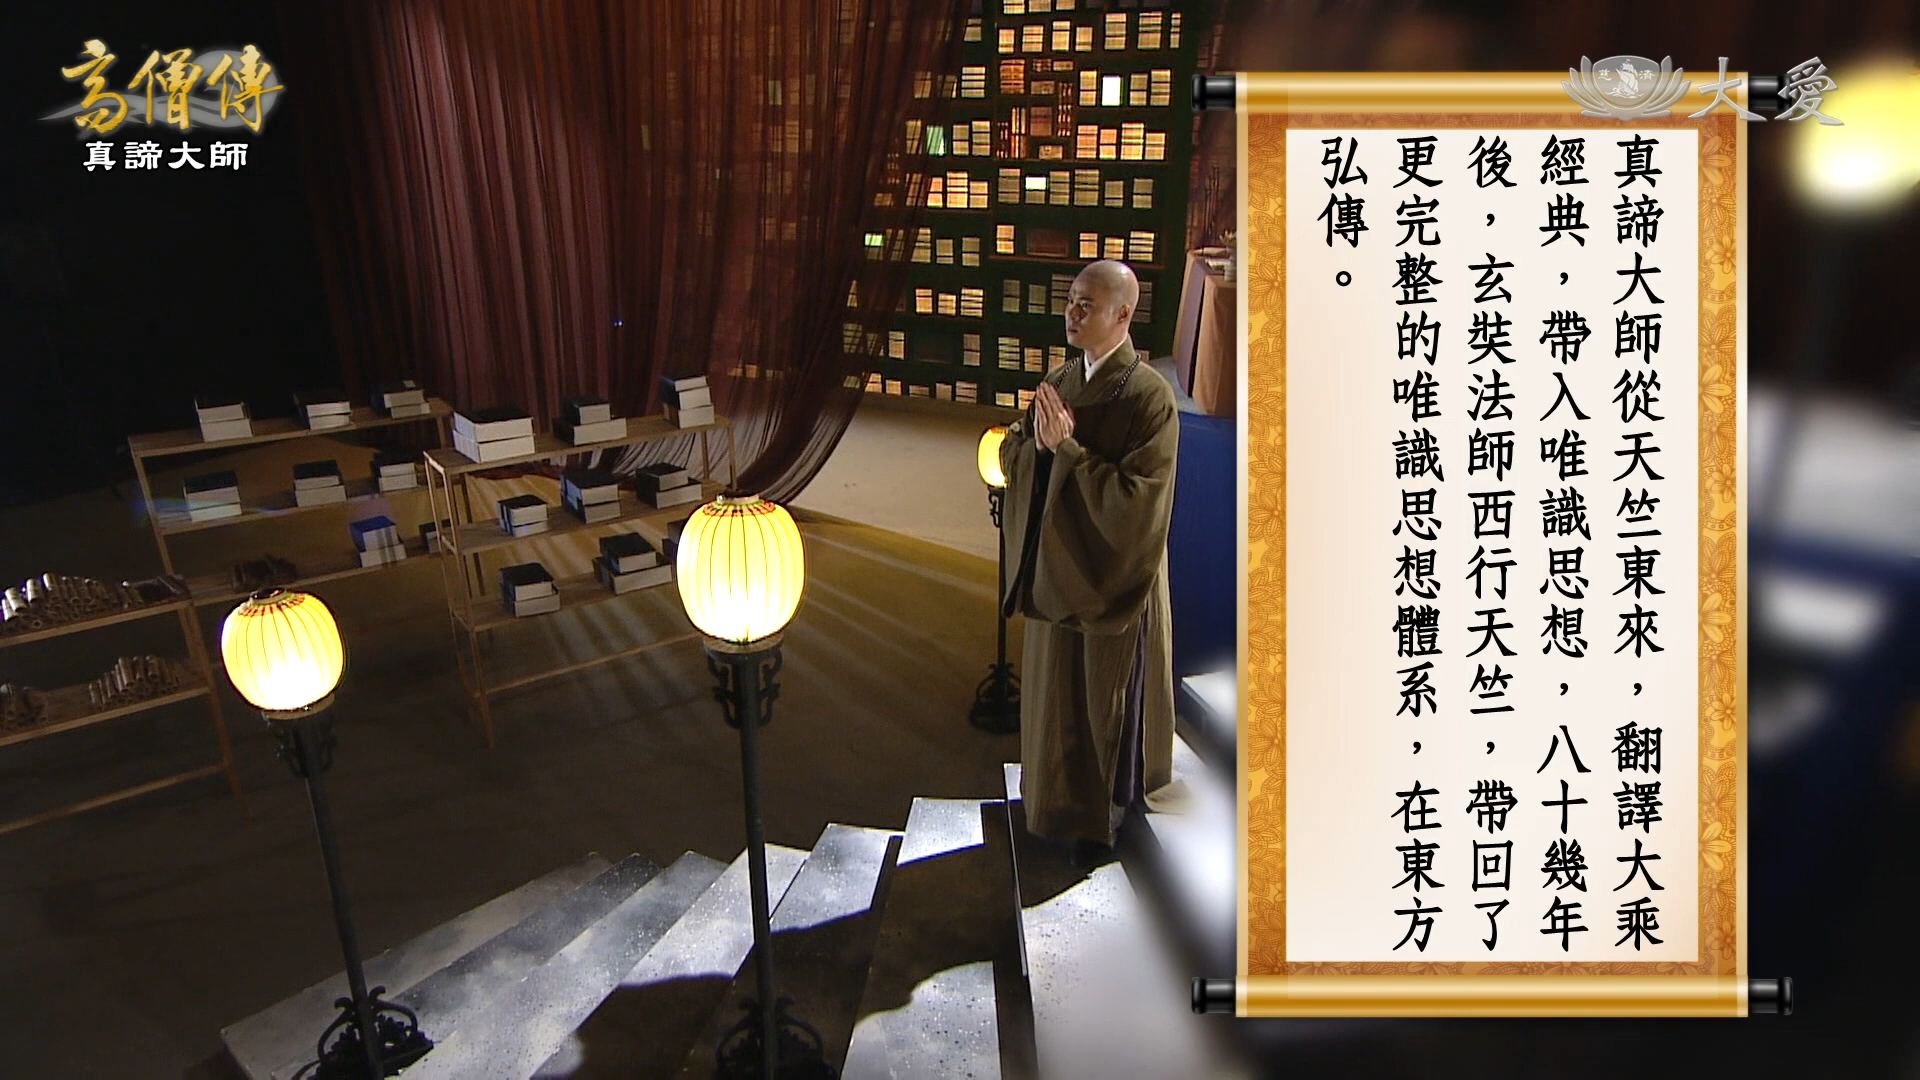 高僧傳
真諦大師
慈濟
大愛
真諦大師從天竺東來，翻譯大乘
經典，帶入唯識思想，八十幾年
後，玄奘法師西行天竺，帶回了
更完整的唯識思想體系，在東方
弘傳。